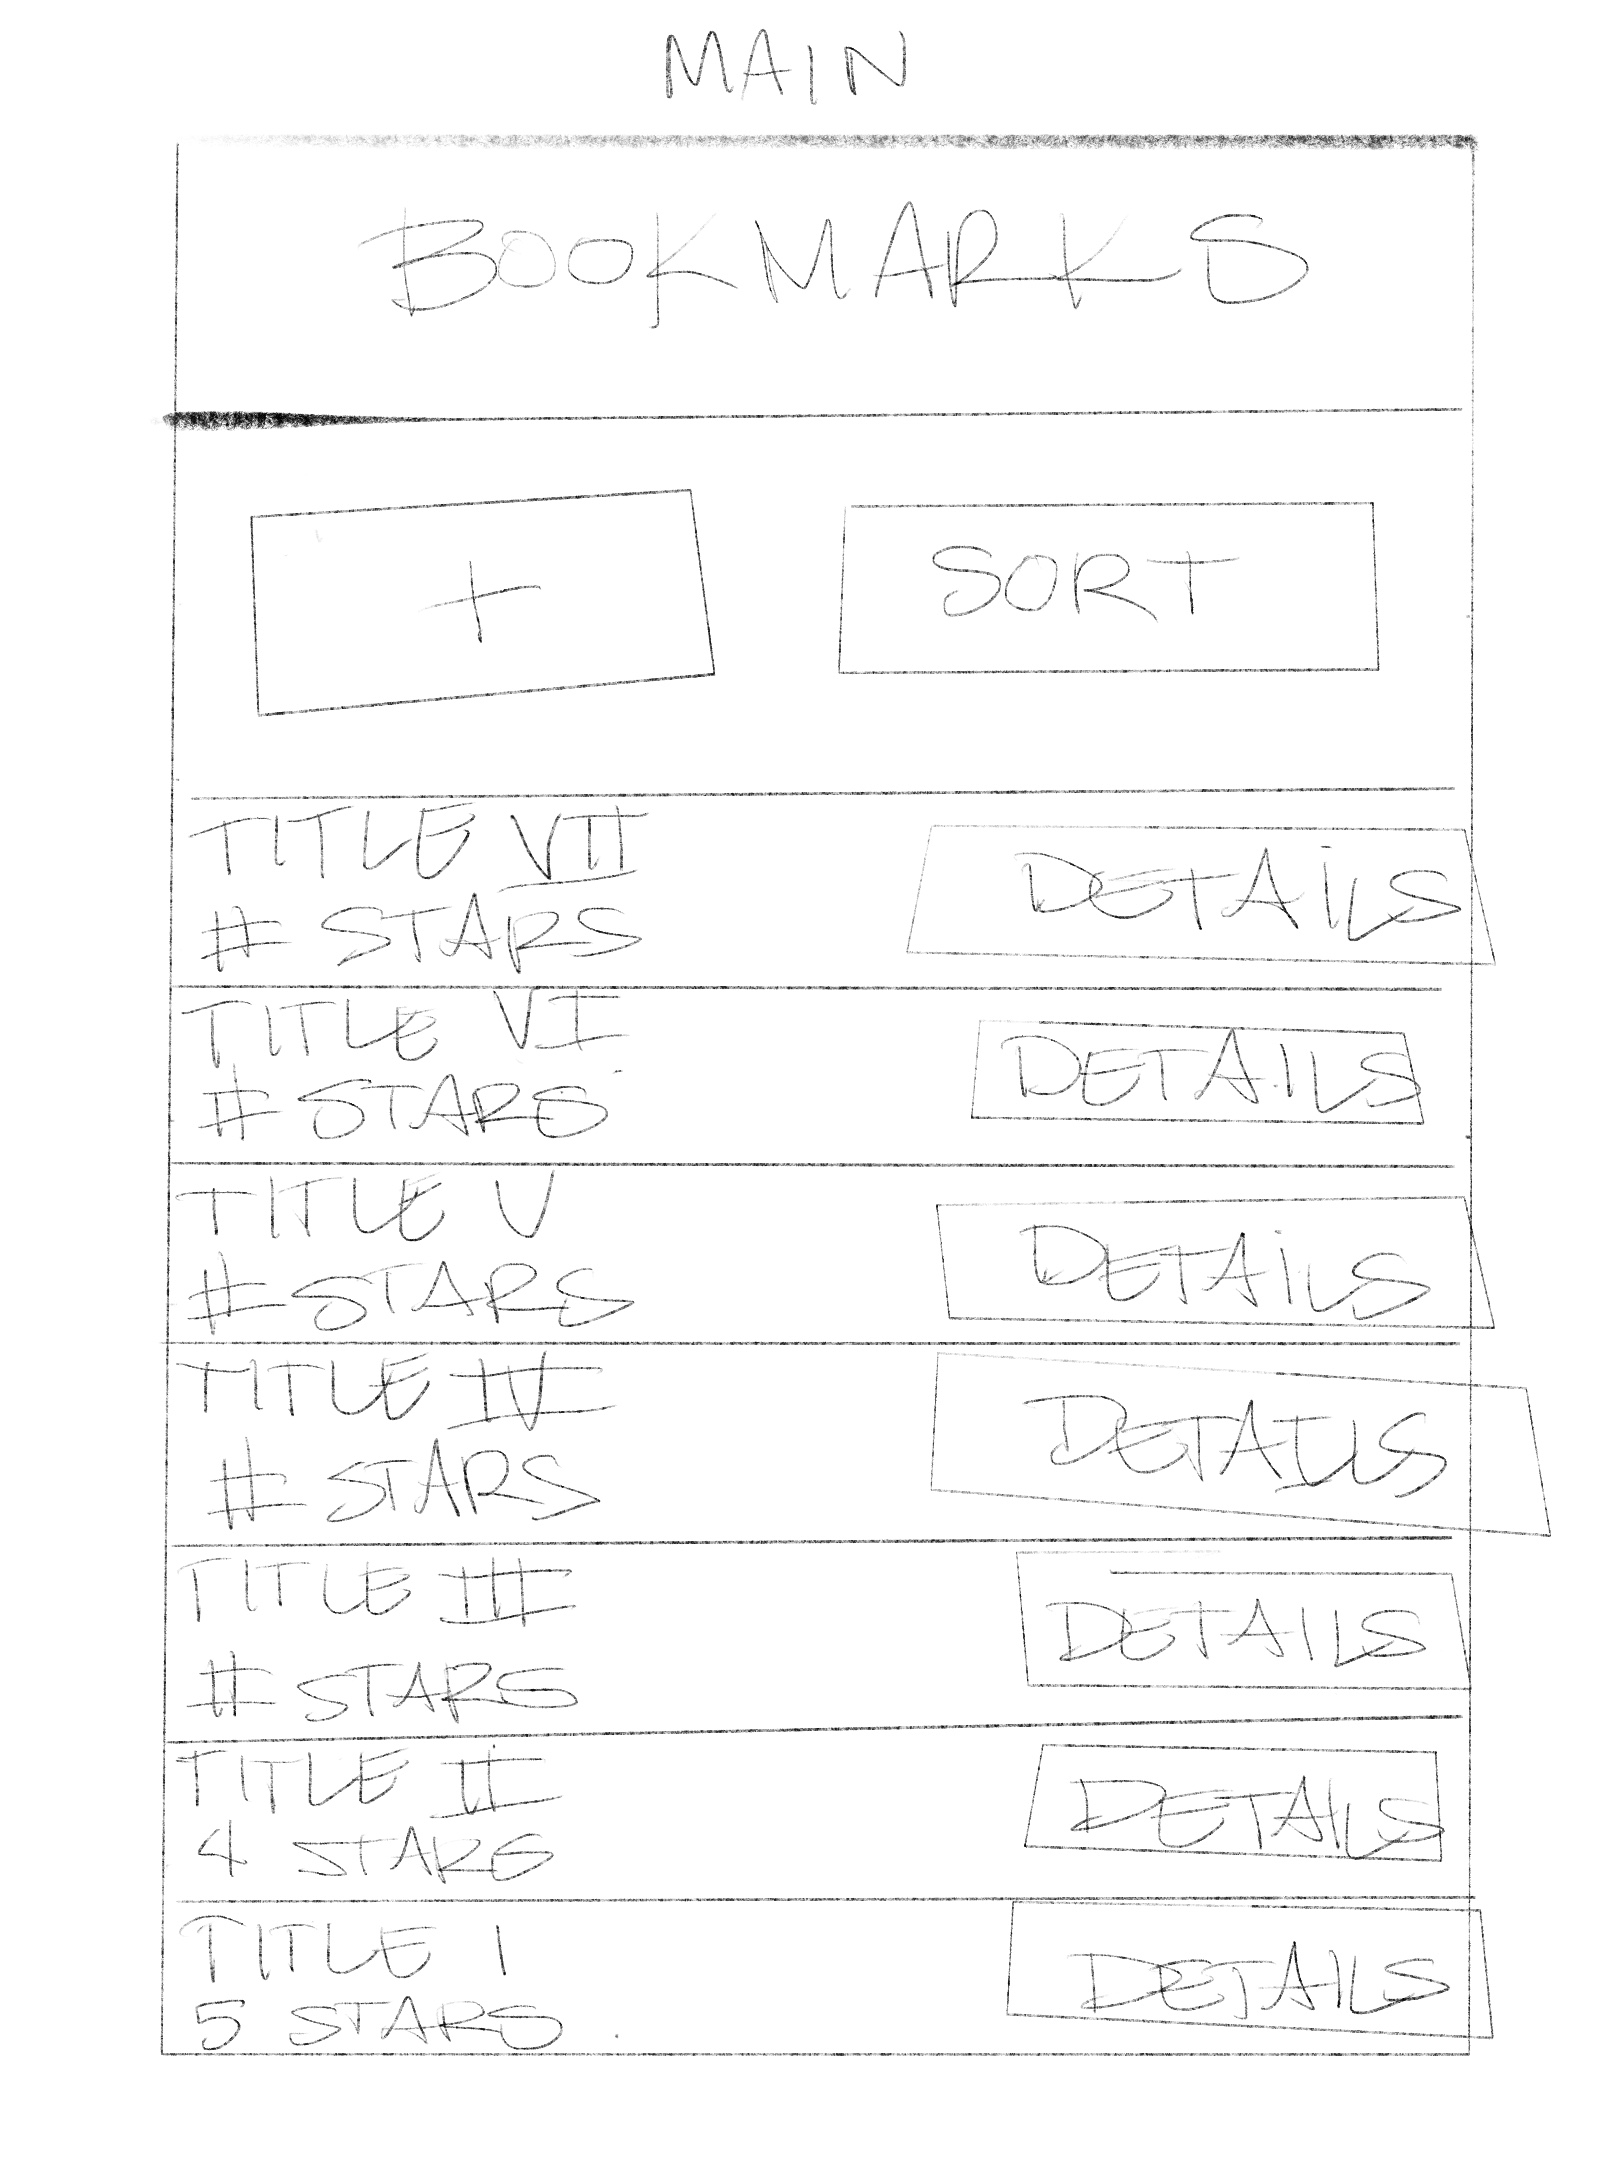 MAIN
BOOKMARKS
+ SORT
TITLE VII
# STARS
DETAILS
TITLE VI
# STARS
DETAILS
TITLE V
# STARS
DETAILS
TITLE IV
# STARS
DETAILS
TITLE III
# STARS
DETAILS
TITLE II
4 STARS
DETAILS
TITLE I
5 STARS
DETAILS